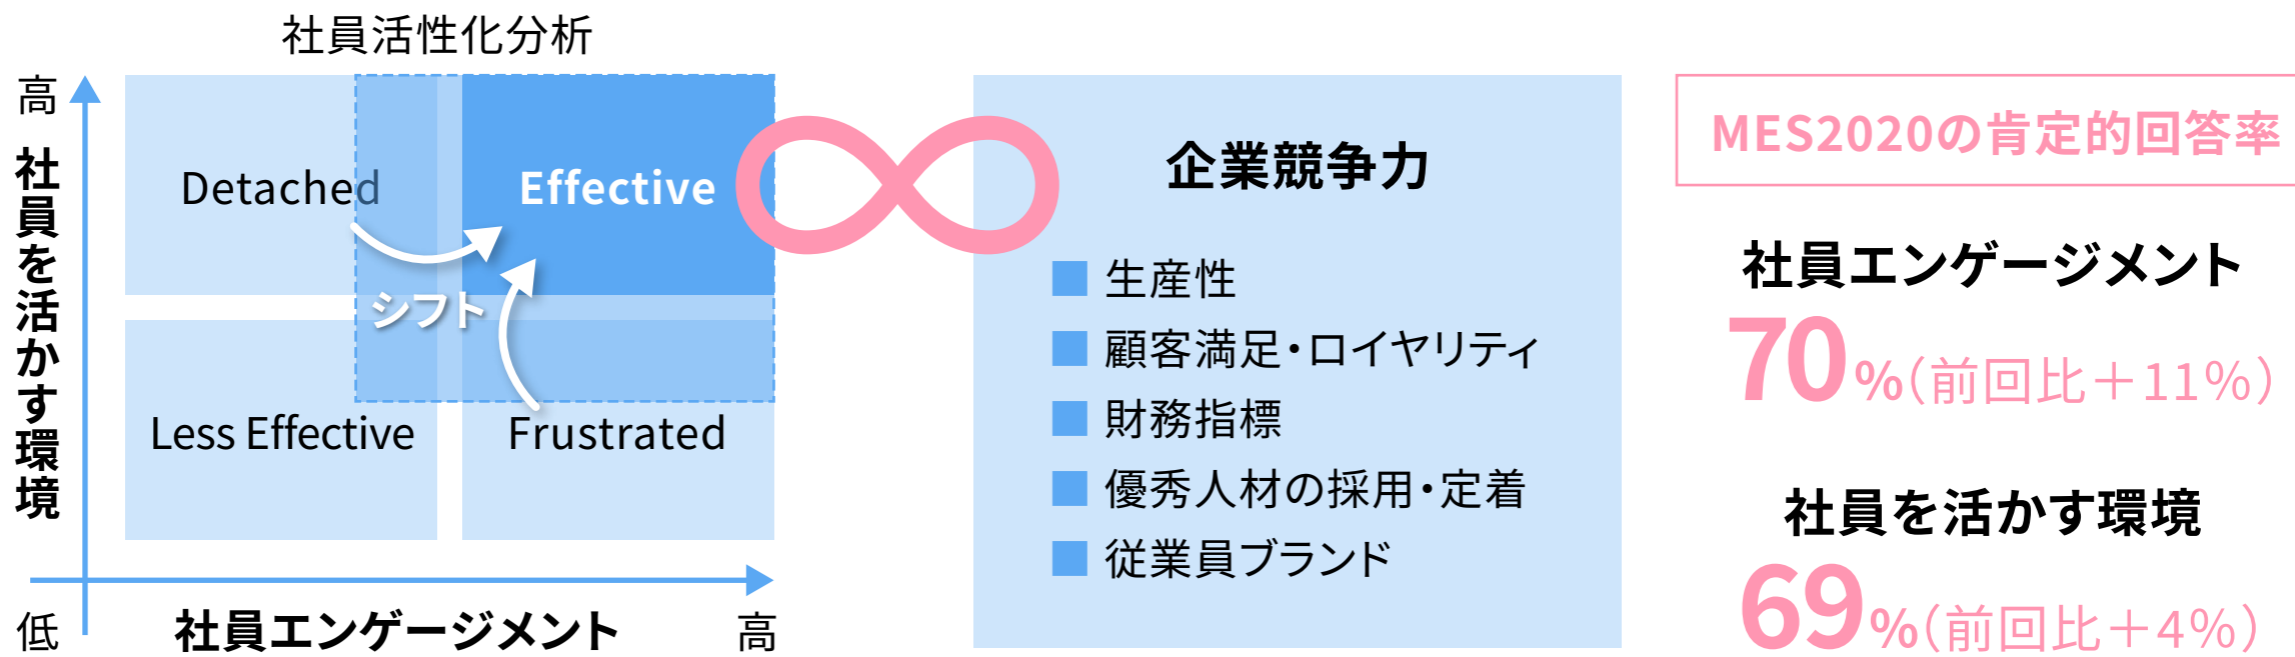 社員活性化分析
高
社員を活かす環境
Detached
Effective
シフト
Less Effective
Frustrated
低
社員エンゲージメント
高
企業競争力
生産性
顧客満足・ロイヤリティ
財務指標
優秀人材の採用・定着
従業員ブランド
MES2020の肯定的回答率
社員エンゲージメント
70%(前回比＋11%)
社員を活かす環境
69%(前回比＋4%)